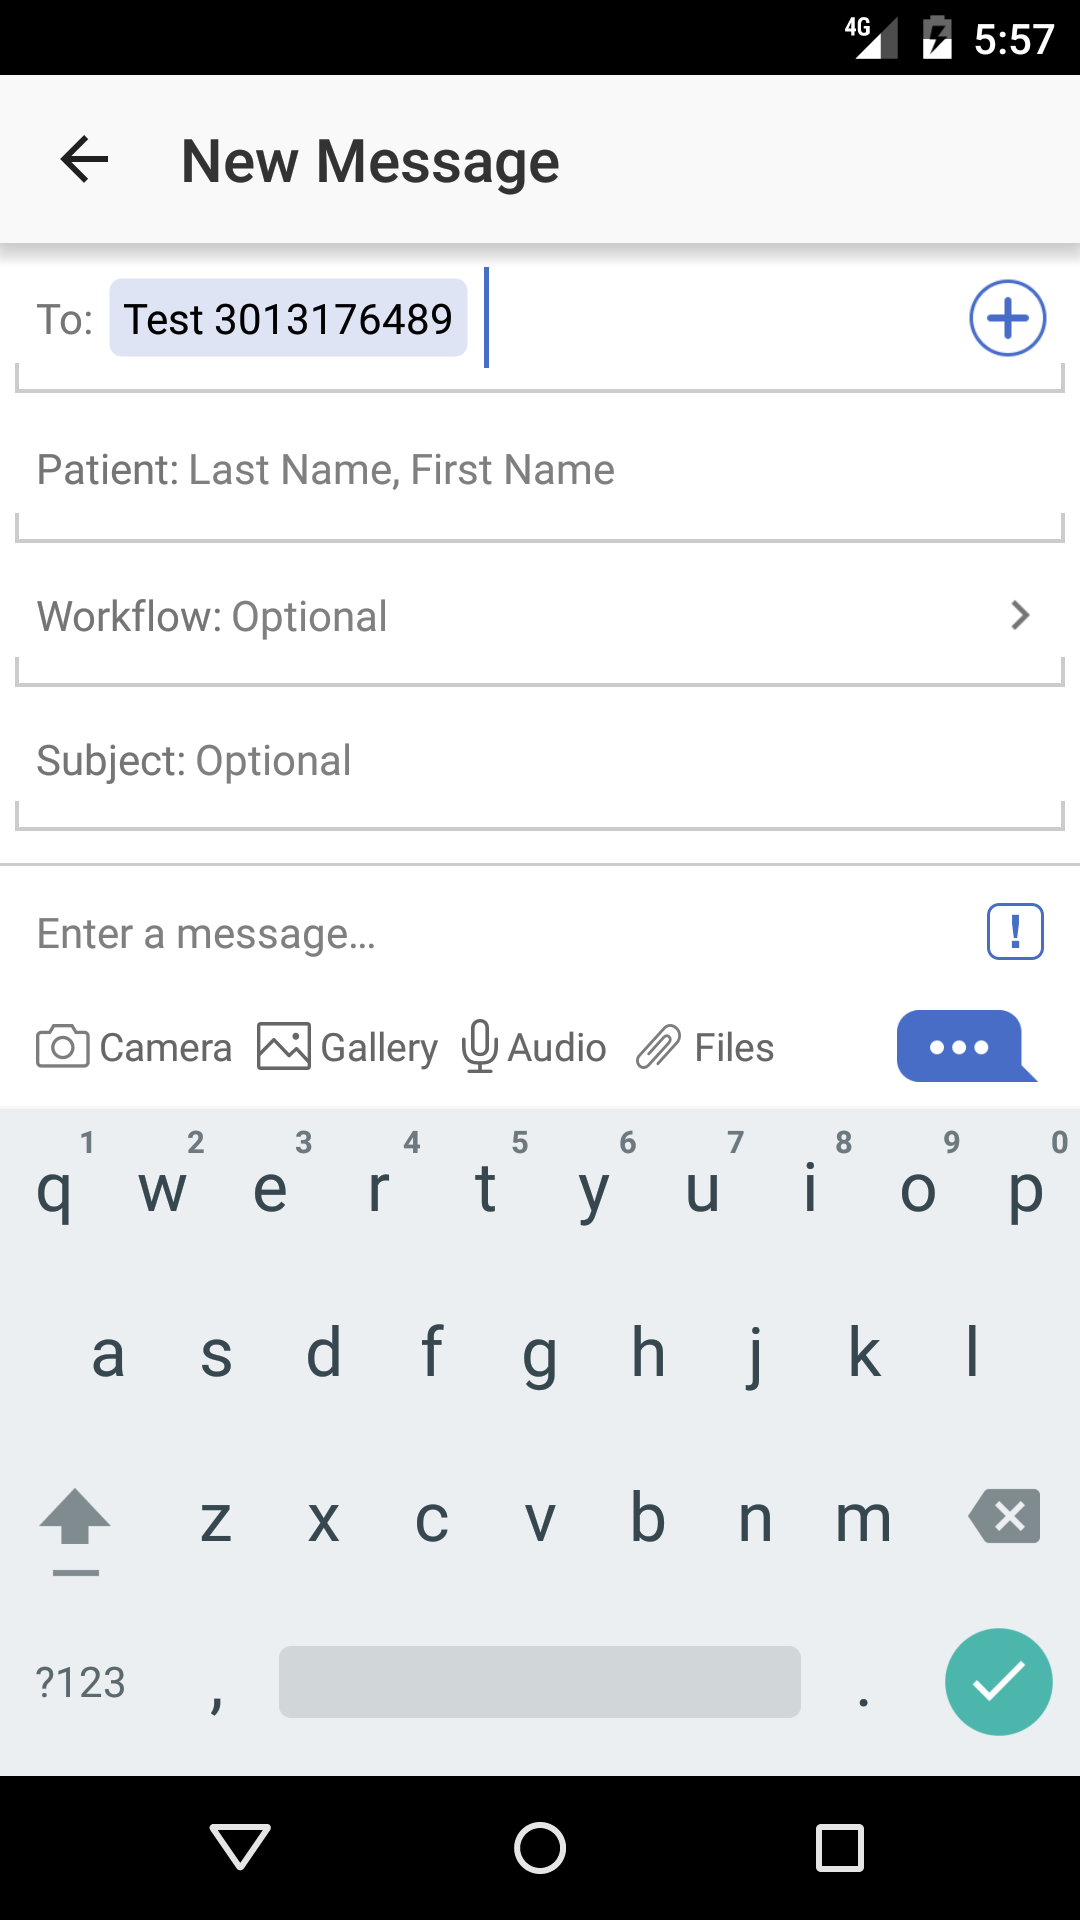 4G 5:57
New Message
To: Test 3013176489
Patient: Last Name, First Name
Workflow: Optional
Subject: Optional
Enter a message...
!
Camera Gallery Audio Files
1 2 3 4 5 6 7 8 9 0
q w e r t y u i o p
a s d f g h j k l
z x c v b n m
?123 , .